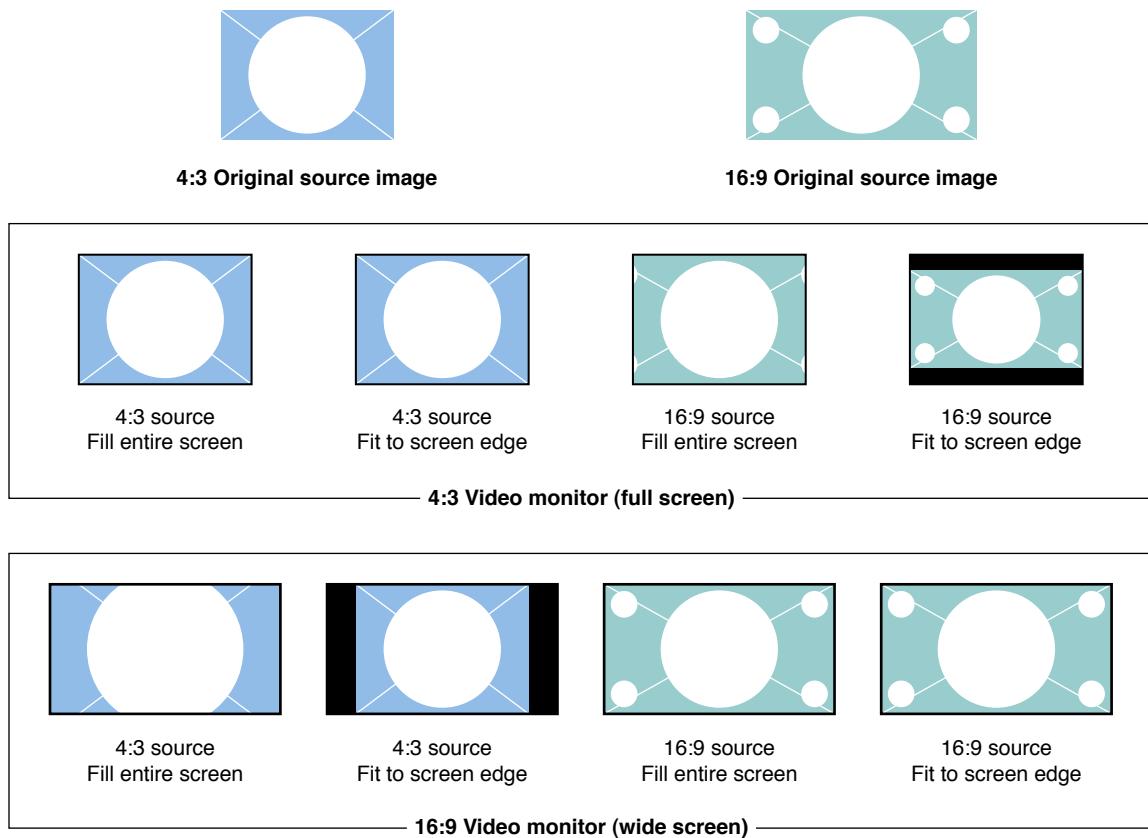 4:3 Original source image
16:9 Original source image
4:3 source
Fill entire screen
4:3 source
Fit to screen edge
16:9 source
Fill entire screen
16:9 source
Fit to screen edge
4:3 Video monitor (full screen)
4:3 source
Fill entire screen
4:3 source
Fit to screen edge
16:9 source
Fill entire screen
16:9 source
Fit to screen edge
16:9 Video monitor (wide screen)